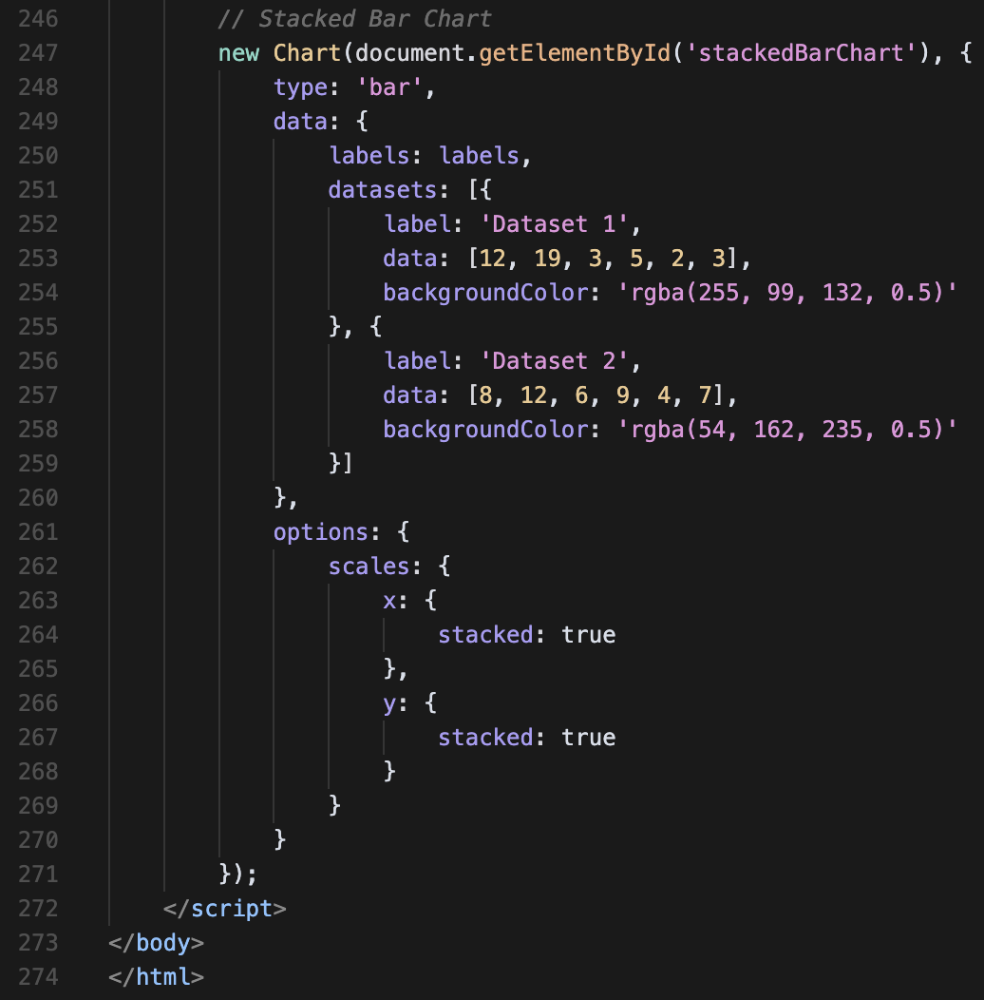 246 // Stacked Bar Chart
247 new Chart(document.getElementById('stackedBarChart'), {
248 type: 'bar',
249 data: {
250 labels: labels,
251 datasets: [{
252 label: 'Dataset 1',
253 data: [12, 19, 3, 5, 2, 3],
254 backgroundColor: 'rgba(255, 99, 132, 0.5)'
255 }, {
256 label: 'Dataset 2',
257 data: [8, 12, 6, 9, 4, 7],
258 backgroundColor: 'rgba(54, 162, 235, 0.5)'
259 }]
260 },
261 options: {
262 scales: {
263 x: {
264 stacked: true
265 },
266 y: {
267 stacked: true
268 }
269 }
270 }
271 });
272 </script>
273 </body>
274 </html>